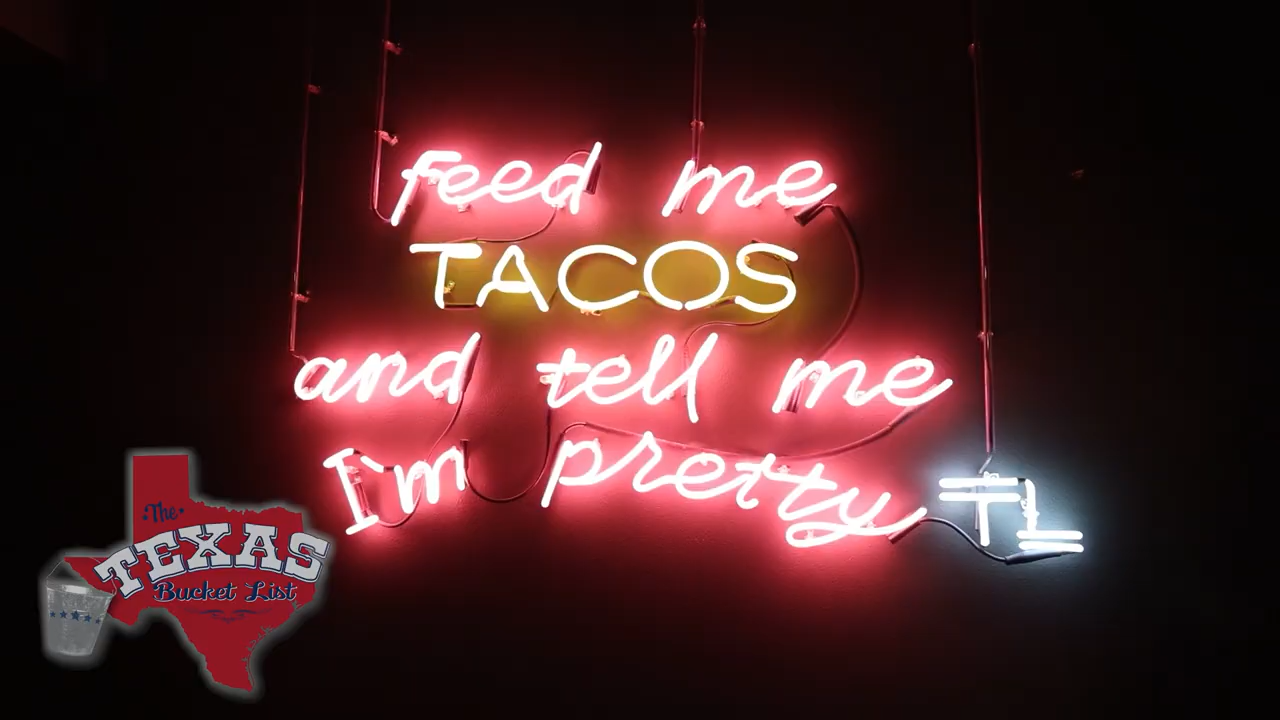 feed me
TACOS
and tell me
I'm pretty
TL
The
TEXAS
Bucket List